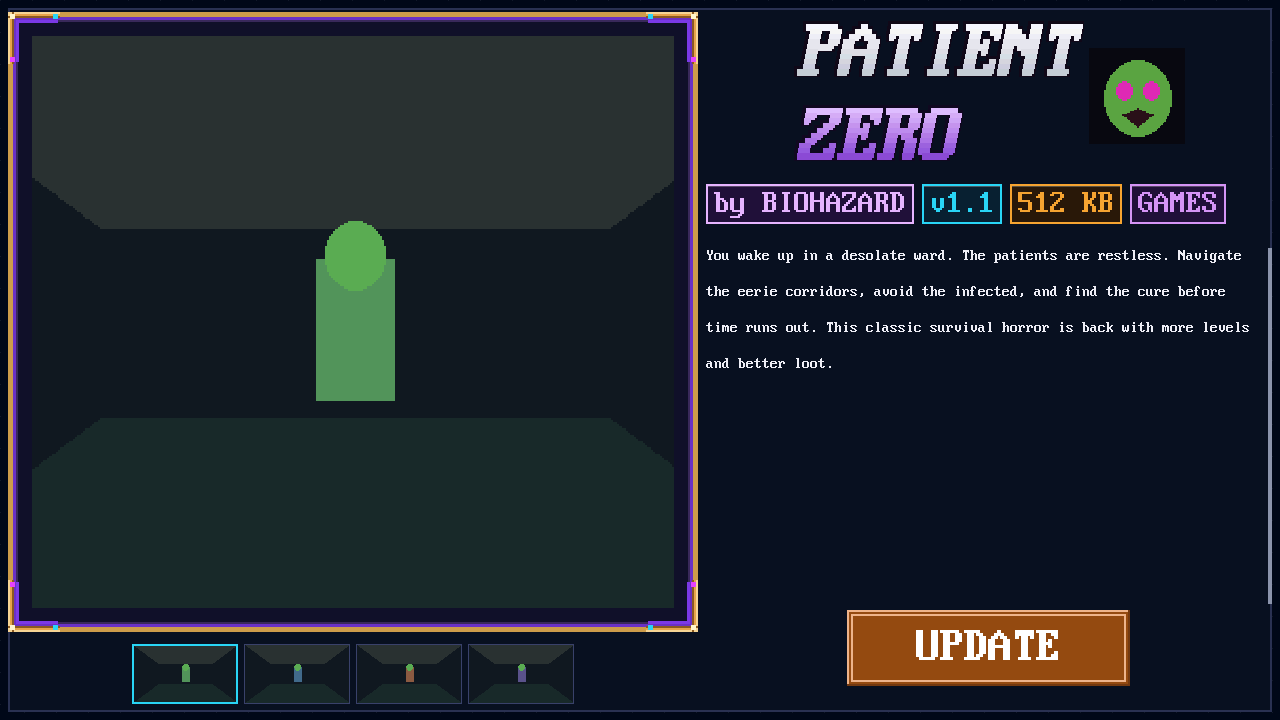 PATIENT
ZERO
by BIOHAZARD v1.1 512 KB GAMES
You wake up in a desolate ward. The patients are restless. Navigate
the eerie corridors, avoid the infected, and find the cure before
time runs out. This classic survival horror is back with more levels
and better loot.
UPDATE